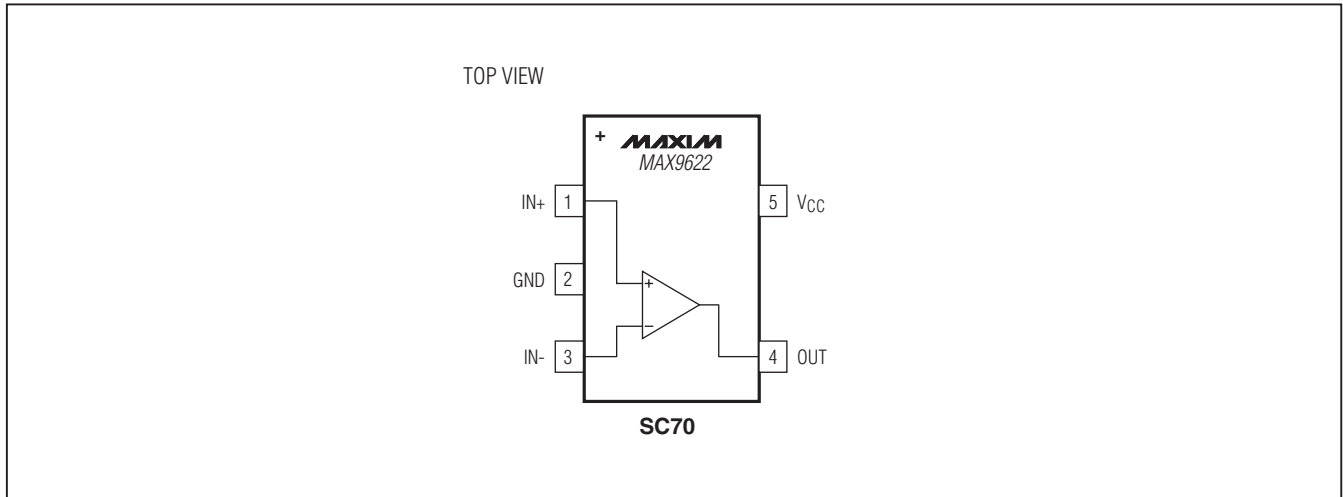 TOP VIEW
+ MAXIM
MAX9622
IN+ 1
5 VCC
GND 2
+
−
IN- 3
4 OUT
SC70